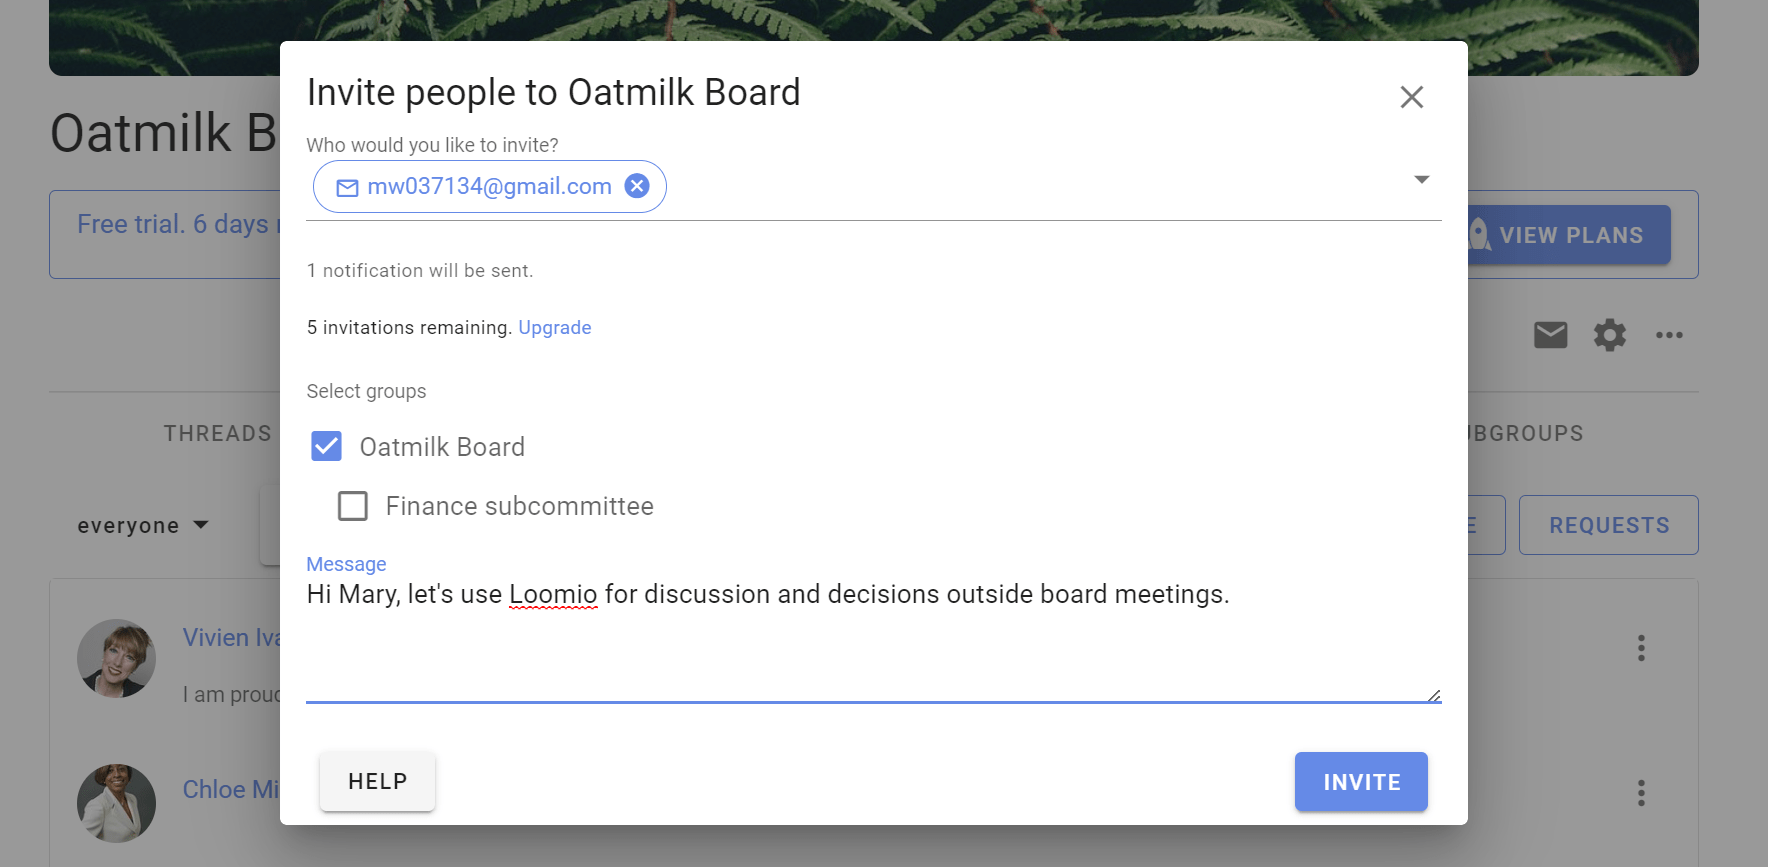 Invite people to Oatmilk Board
Oatmilk B
Who would you like to invite?
mw037134@gmail.com
Free trial. 6 days
VIEW PLANS
1 notification will be sent.
5 invitations remaining. Upgrade
Select groups
THREADS
UBGROUPS
Oatmilk Board
everyone
Finance subcommittee
E
REQUESTS
Message
Hi Mary, let's use Loomio for discussion and decisions outside board meetings.
Vivien Iva
I am proud
Chloe Mi
HELP
INVITE